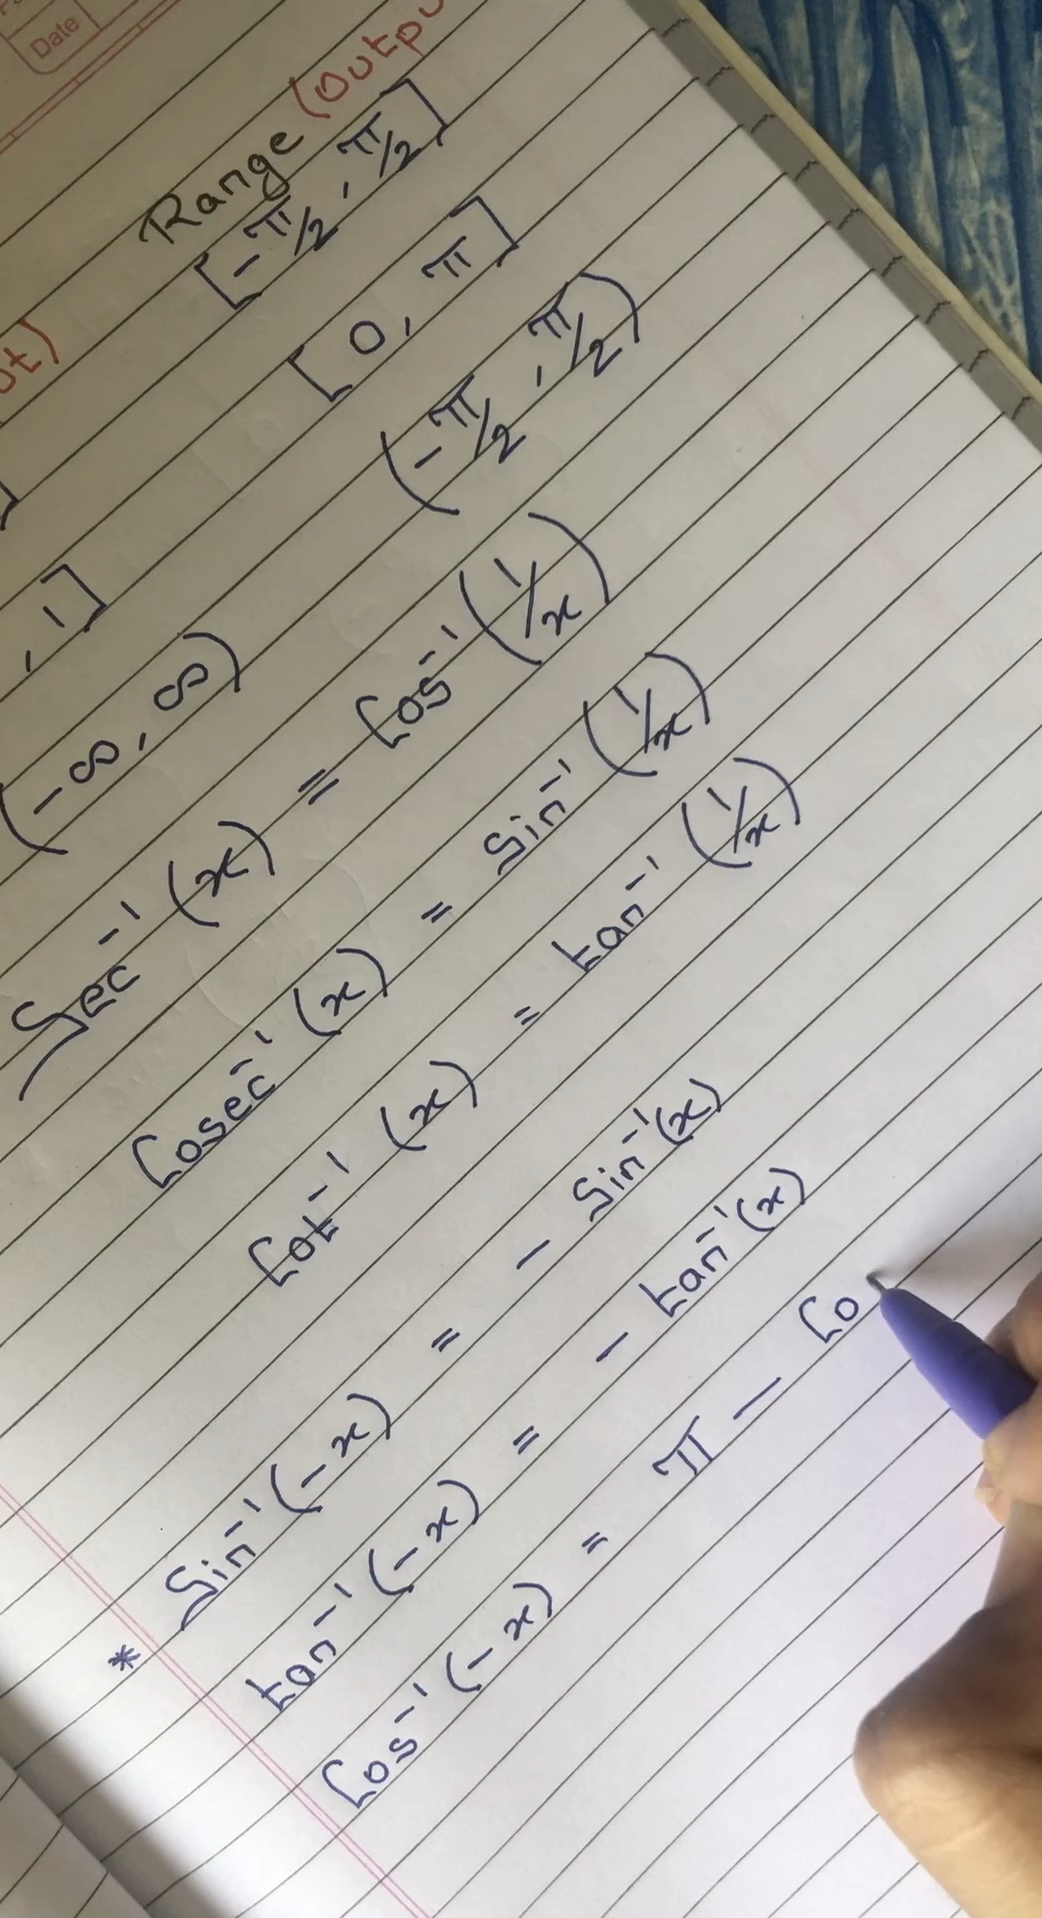 Date
Range (Outpu
[-π/2, π/2]
[0, π]
, 1]
(-∞, ∞) (-π/2, π/2)
Sec⁻¹(x) = Cos⁻¹(1/x)
Cosec⁻¹(x) = Sin⁻¹(1/x)
Cot⁻¹(x) = tan⁻¹(1/x)
* Sin⁻¹(-x) = - Sin⁻¹(x)
tan⁻¹(-x) = - tan⁻¹(x)
Cos⁻¹(-x) = π - Co